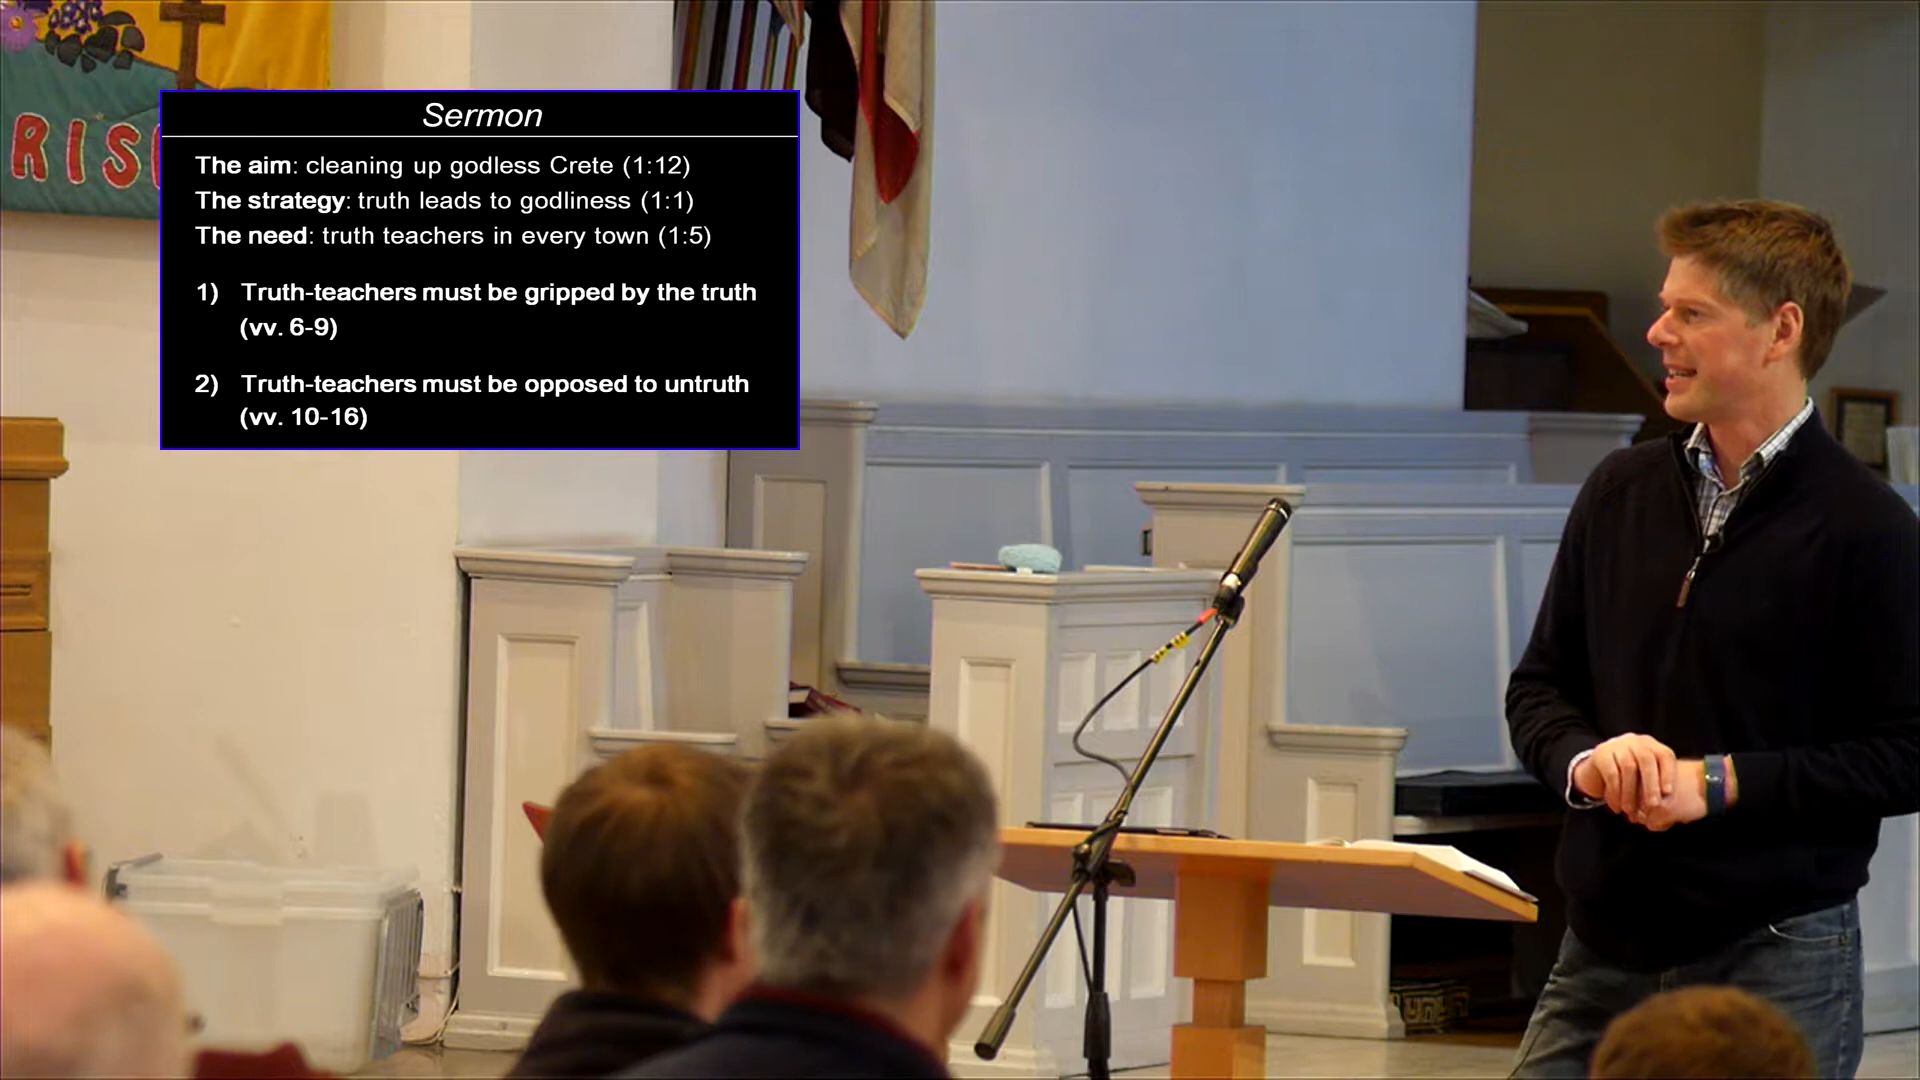 RIS
Sermon
The aim: cleaning up godless Crete (1:12)
The strategy: truth leads to godliness (1:1)
The need: truth teachers in every town (1:5)
1) Truth-teachers must be gripped by the truth
(vv. 6-9)
2) Truth-teachers must be opposed to untruth
(vv. 10-16)